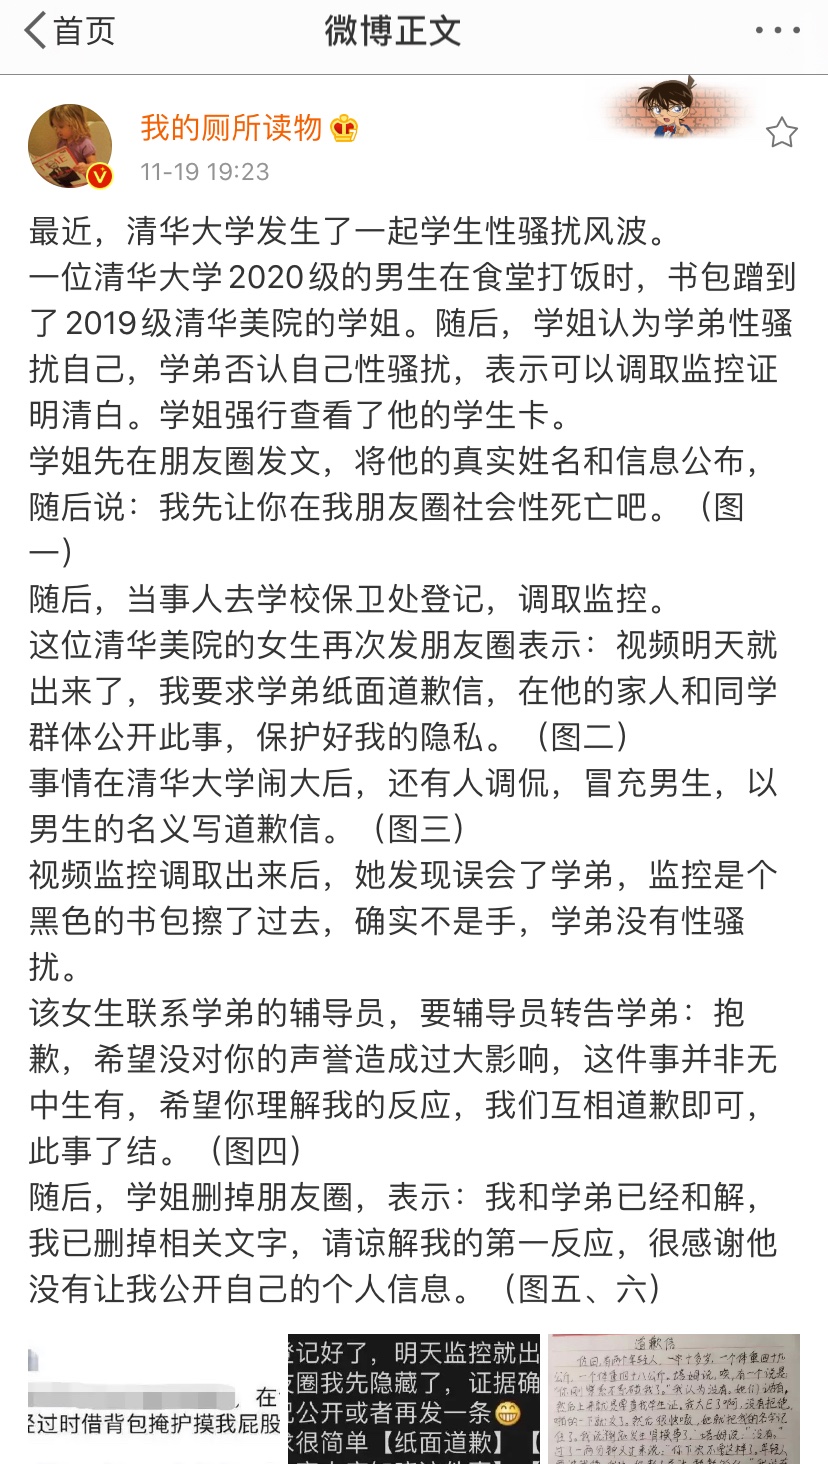 首页
微博正文
我的厕所读物
11-19 19:23
最近，清华大学发生了一起学生性骚扰风波。
一位清华大学2020级的男生在食堂打饭时，书包蹭到
了2019级清华美院的学姐。随后，学姐认为学弟性骚
扰自己，学弟否认自己性骚扰，表示可以调取监控证
明清白。学姐强行查看了他的学生卡。
学姐先在朋友圈发文，将他的真实姓名和信息公布，
随后说：我先让你在我朋友圈社会性死亡吧。（图
一）
随后，当事人去学校保卫处登记，调取监控。
这位清华美院的女生再次发朋友圈表示：视频明天就
出来了，我要求学弟纸面道歉信，在他的家人和同学
群体公开此事，保护好我的隐私。（图二）
事情在清华大学闹大后，还有人调侃，冒充男生，以
男生的名义写道歉信。（图三）
视频监控调取出来后，她发现误会了学弟，监控是个
黑色的书包擦了过去，确实不是手，学弟没有性骚
扰。
该女生联系学弟的辅导员，要辅导员转告学弟：抱
歉，希望没对你的声誉造成过大影响，这件事并非无
中生有，希望你理解我的反应，我们互相道歉即可，
此事了结。（图四）
随后，学姐删掉朋友圈，表示：我和学弟已经和解，
我已删掉相关文字，请谅解我的第一反应，很感谢他
没有让我公开自己的个人信息。（图五、六）
，在
过时借背包掩护摸我屁股
记好了，明天监控就出
圈我先隐藏了，证据确
公开或者再发一条😁
很简单【纸面道歉】【
道歉信